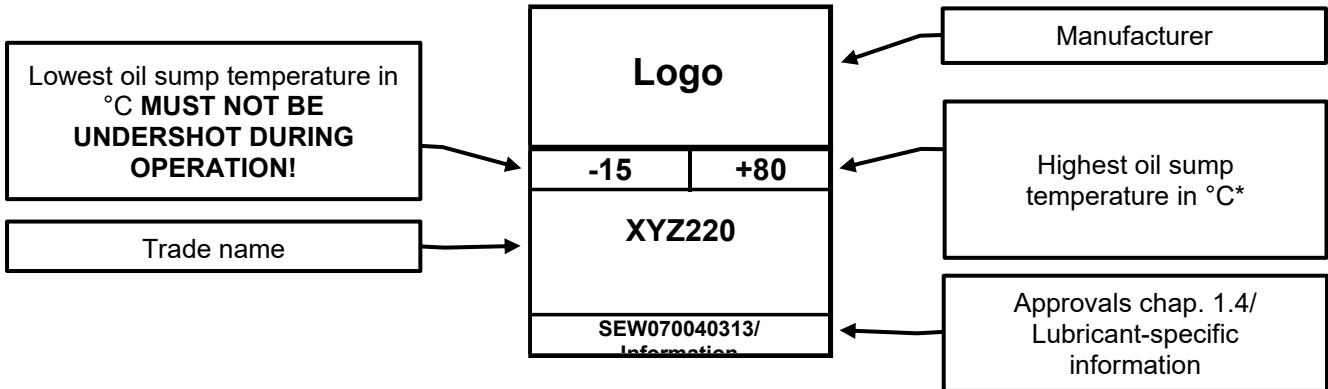 Lowest oil sump temperature in
°C MUST NOT BE
UNDERSHOT DURING
OPERATION!
Trade name
Logo
-15 +80
XYZ220
SEW070040313/
Information
Manufacturer
Highest oil sump
temperature in °C*
Approvals chap. 1.4/
Lubricant-specific
information